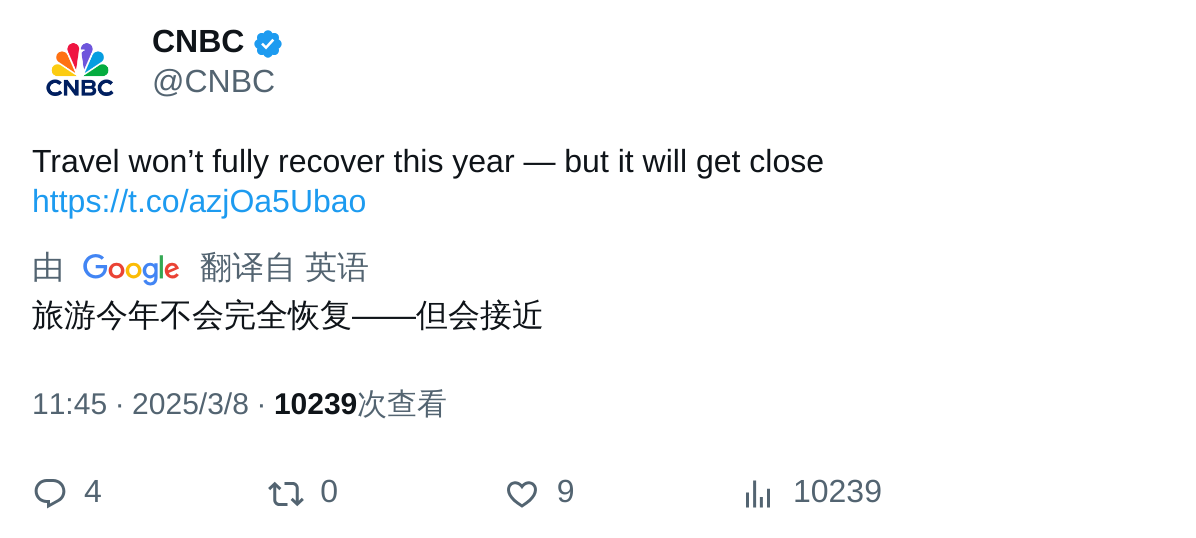 CNBC
CNBC
@CNBC
Travel won’t fully recover this year — but it will get close
https://t.co/azjOa5Ubao
由 Google 翻译自 英语
旅游今年不会完全恢复——但会接近
11:45 · 2025/3/8 · 10239次查看
4 0 9 10239